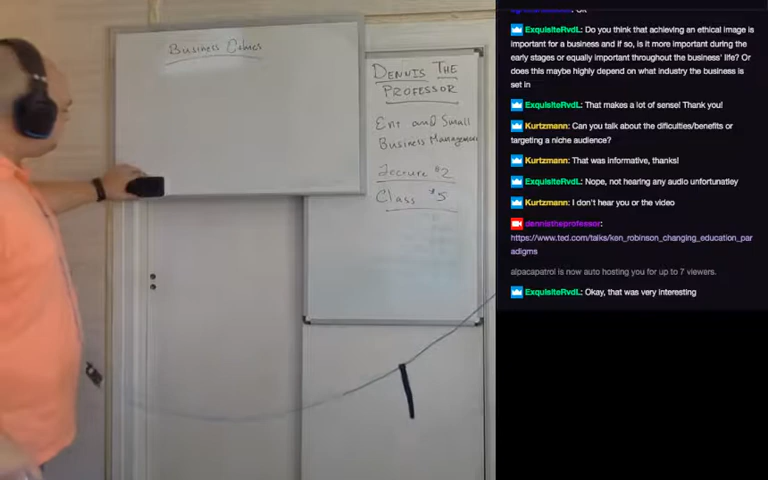 Business Cokies
DENNIS THE
PROFESSOR
Ent and Small
Business Management
Lecture #2
Class #5
ExquisiteRvdL: Do you think that achieving an ethical image is
important for a business and if so, is it more important during the
early stages or equally important throughout the business' life? Or
does this maybe highly depend on what industry the business is
set in
ExquisiteRvdL: That makes a lot of sense! Thank you!
Kurtzmann: Can you talk about the dificulties/benefits or
targeting a niche audience?
Kurtzmann: That was informative, thanks!
ExquisiteRvdL: Nope, not hearing any audio unfortunatley
Kurtzmann: I don't hear you or the video
dennistheprofessor:
https://www.ted.com/talks/ken_robinson_changing_education_par
adigms
alpacapatrol is now auto hosting you for up to 7 viewers.
ExquisiteRvdL: Okay, that was very interesting